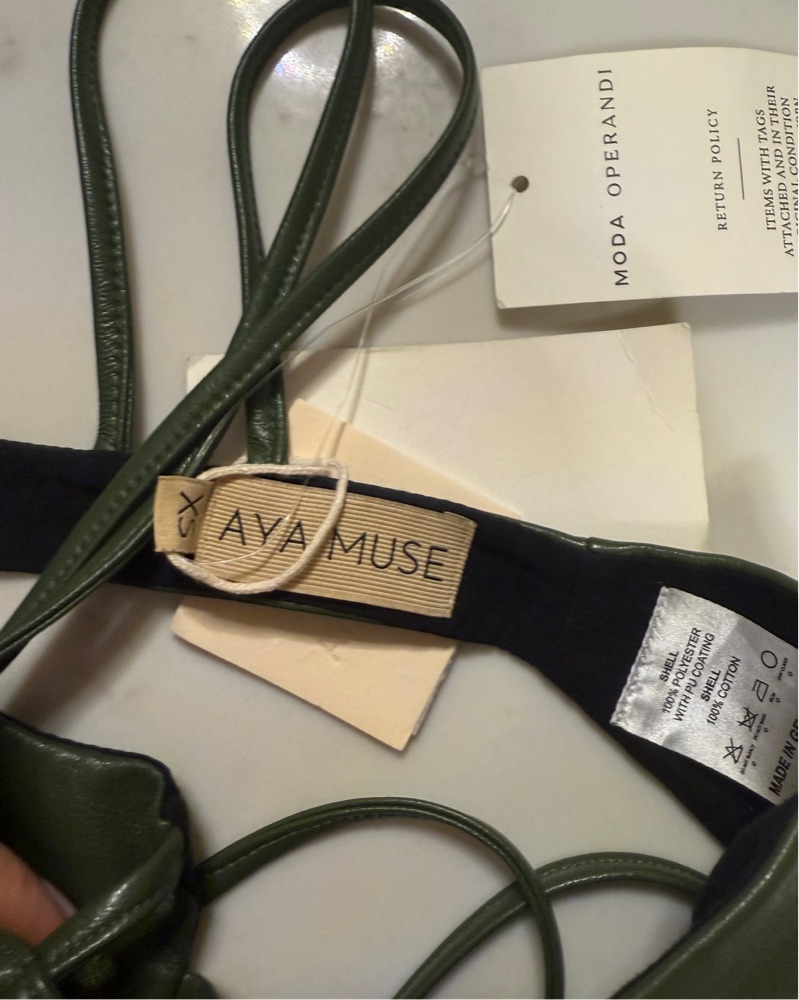 MODA OPERANDI
RETURN POLICY
ITEMS WITH TAGS
ATTACHED AND IN THEIR
CONDITION
XS
AYA MUSE
SHELL
100% POLYESTER
WITH PU COATING
SHELL
100% COTTON
MADE IN